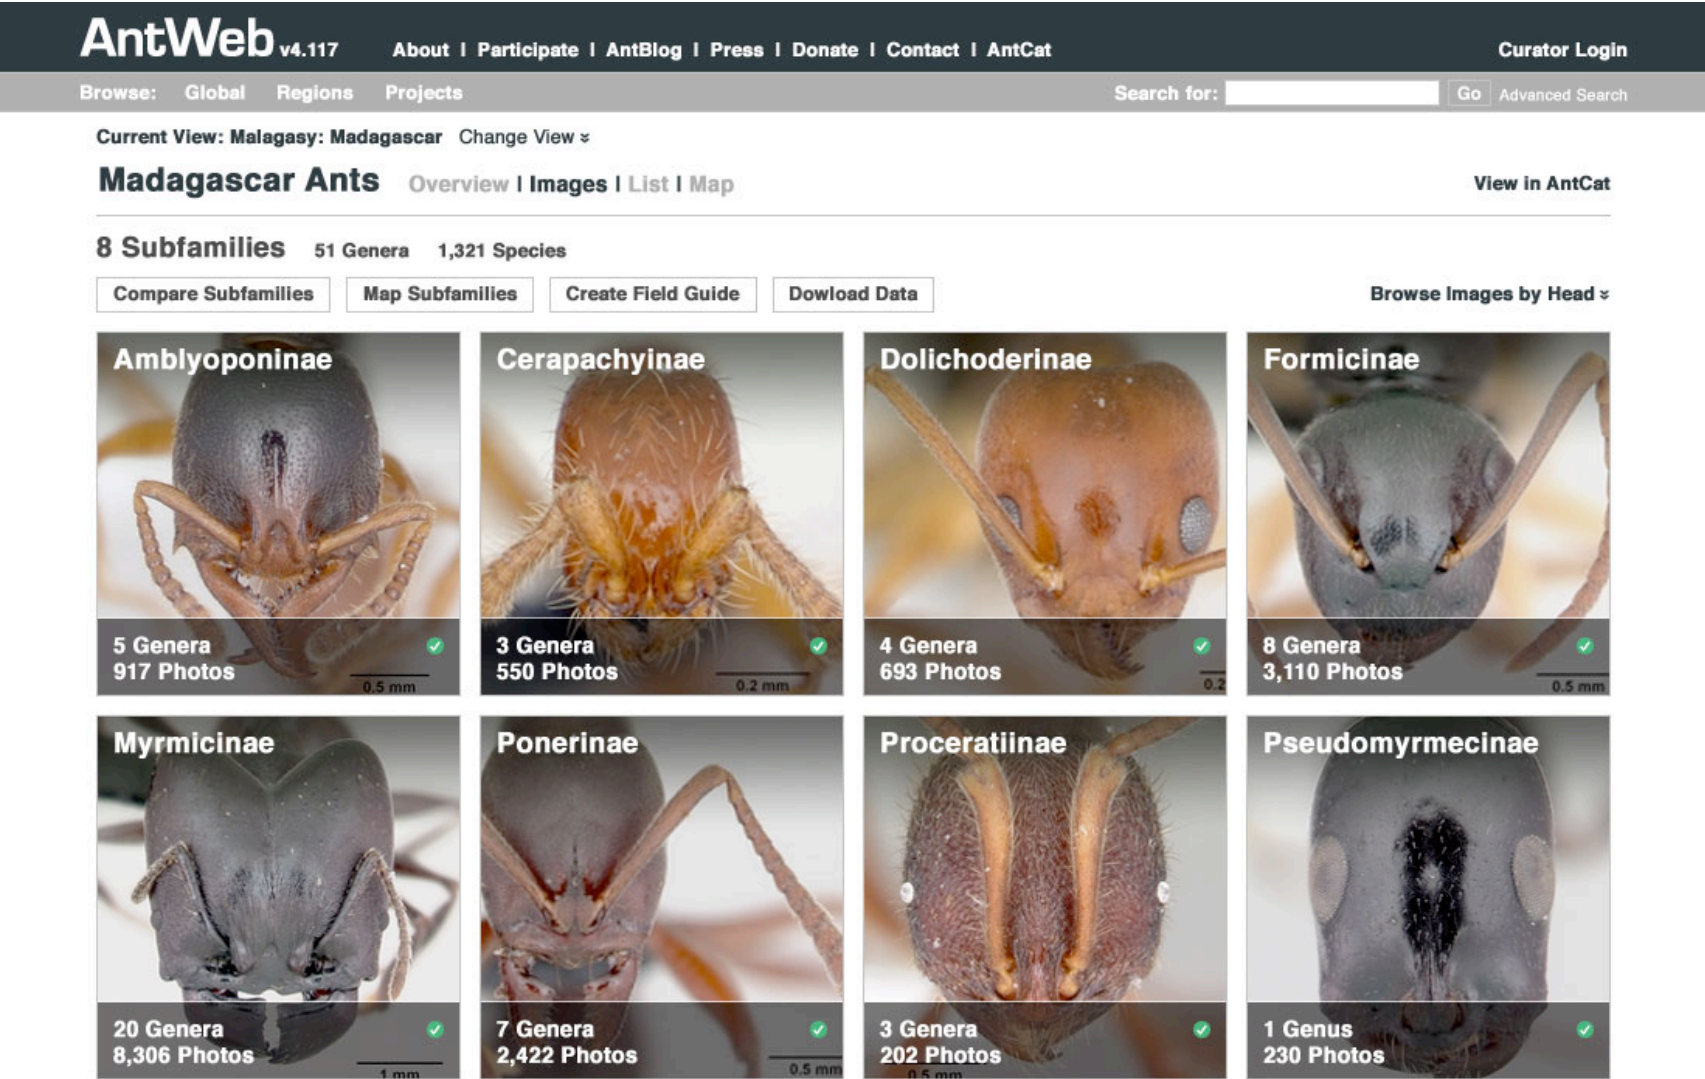 AntWeb v4.117 About | Participate | AntBlog | Press | Donate | Contact | AntCat Curator Login
Browse: Global Regions Projects Search for: Go Advanced Search
Current View: Malagasy: Madagascar Change View
Madagascar Ants Overview | Images | List | Map View in AntCat
8 Subfamilies 51 Genera 1,321 Species
Compare Subfamilies Map Subfamilies Create Field Guide Dowload Data Browse Images by Head
Amblyoponinae
5 Genera
917 Photos
0.5 mm
Cerapachyinae
3 Genera
550 Photos
0.2 mm
Dolichoderinae
4 Genera
693 Photos
0.2
Formicinae
8 Genera
3,110 Photos
0.5 mm
Myrmicinae
20 Genera
8,306 Photos
1 mm
Ponerinae
7 Genera
2,422 Photos
0.5 mm
Proceratiinae
3 Genera
202 Photos
0.5 mm
Pseudomyrmecinae
1 Genus
230 Photos